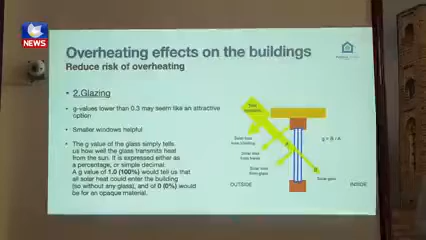 NEWS
Overheating effects on the buildings
Reduce risk of overheating
• 2.Glazing
• g-values lower than 0.3 may seem like an attractive
option
• Smaller windows helpful
• The g value of the glass simply tells
us how well the glass transmits heat
from the sun. It is expressed either as
a percentage, or simple decimal.
A g value of 1.0 (100%) would tell us that
all solar heat could enter the building
(so without any glass), and of 0 (0%) would
be for an opaque material.
OUTSIDE
INSIDE
Solar gain